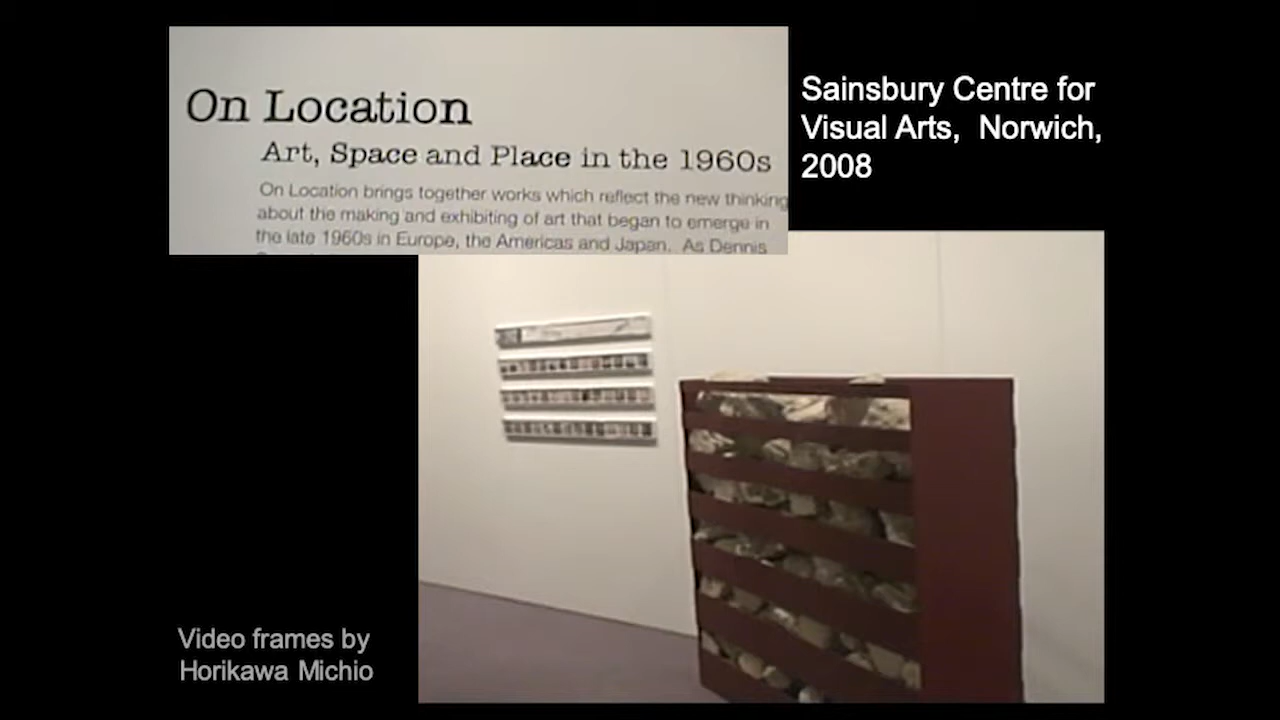 On Location
Art, Space and Place in the 1960s
On Location brings together works which reflect the new thinking
about the making and exhibiting of art that began to emerge in
the late 1960s in Europe, the Americas and Japan. As Dennis
Sainsbury Centre for
Visual Arts, Norwich,
2008
Video frames by
Horikawa Michio